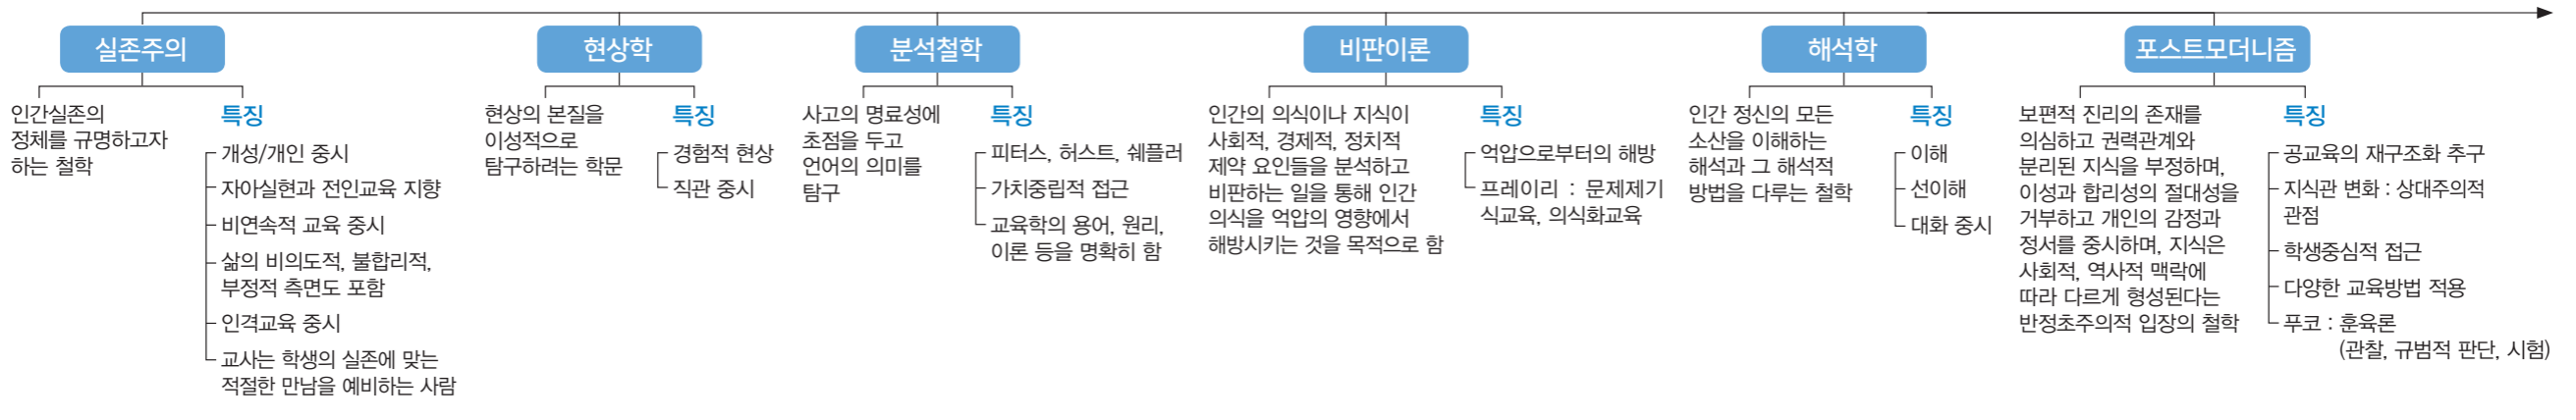 실존주의
인간실존의
정체를 규명하고자
하는 철학
특징
개성/개인 중시
자아실현과 전인교육 지향
비연속적 교육 중시
삶의 비의도적, 불합리적,
부정적 측면도 포함
인격교육 중시
교사는 학생의 실존에 맞는
적절한 만남을 예비하는 사람
현상학
현상의 본질을
이성적으로
탐구하려는 학문
특징
경험적 현상
직관 중시
분석철학
사고의 명료성에
초점을 두고
언어의 의미를
탐구
특징
피터스, 허스트, 쉐플러
가치중립적 접근
교육학의 용어, 원리,
이론 등을 명확히 함
비판이론
인간의 의식이나 지식이
사회적, 경제적, 정치적
제약 요인들을 분석하고
비판하는 일을 통해 인간
의식을 억압의 영향에서
해방시키는 것을 목적으로 함
특징
억압으로부터의 해방
프레이리 : 문제제기
식교육, 의식화교육
해석학
인간 정신의 모든
소산을 이해하는
해석과 그 해석적
방법을 다루는 철학
특징
이해
선이해
대화 중시
포스트모더니즘
보편적 진리의 존재를
의심하고 권력관계와
분리된 지식을 부정하며,
이성과 합리성의 절대성을
거부하고 개인의 감정과
정서를 중시하며, 지식은
사회적, 역사적 맥락에
따라 다르게 형성된다는
반정초주의적 입장의 철학
특징
공교육의 재구조화 추구
지식관 변화 : 상대주의적
관점
학생중심적 접근
다양한 교육방법 적용
푸코 : 훈육론
(관찰, 규범적 판단, 시험)